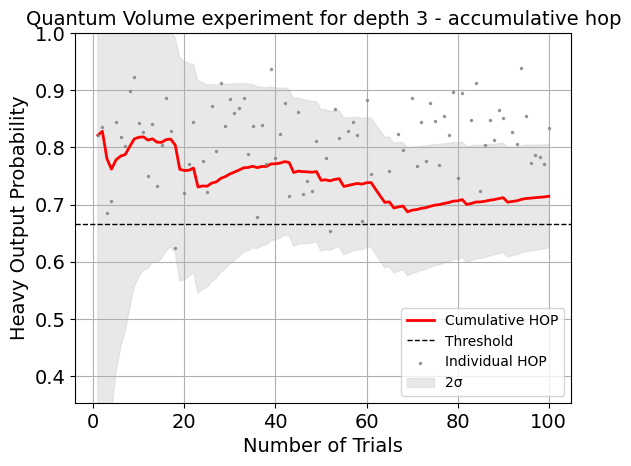 Quantum Volume experiment for depth 3 - accumulative hop
1.0
0.9
0.8
0.7
0.6
0.5
0.4
Heavy Output Probability
Cumulative HOP
Threshold
Individual HOP
2σ
0 20 40 60 80 100
Number of Trials